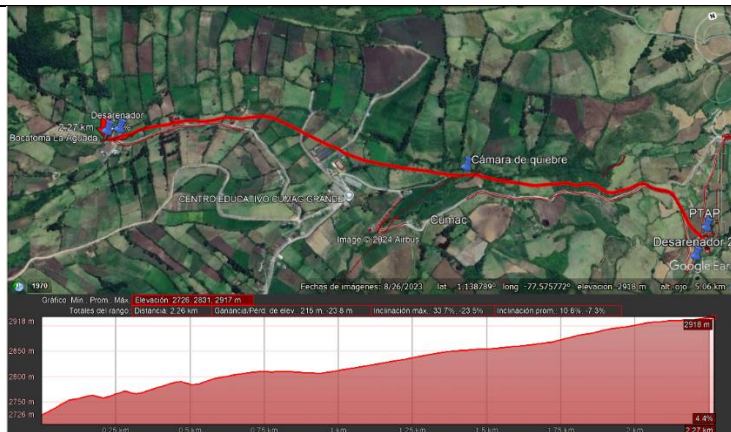 N
Desarenador
2.27 km
Bocatoma La Aguada
Cámara de quiebre
CENTRO EDUCATIVO CUMAG GRANDE
Cumac
PTAP
Desarenador 2
Image © 2024 Airbus
Google Ear
1970
Fechas de imágenes: 8/26/2023 lat. 1.138789° long. -77.575772° elevación 2918 m alt. ojo 5.06 km
Gráfico: Mín., Prom., Máx. Elevación: 2726, 2831, 2917 m
Totales del rango: Distancia: 2.26 km Ganancia/Pérd. de elev.: 215 m, -23.8 m Inclinación máx.: 33.7%, -23.5% Inclinación prom.: 10.6%, -7.3%
2918 m
2918 m
2850 m
2800 m
2750 m
2726 m
4.4%
0.25 km 0.5 km 0.75 km 1 km 1.25 km 1.5 km 1.75 km 2 km 2.27 km